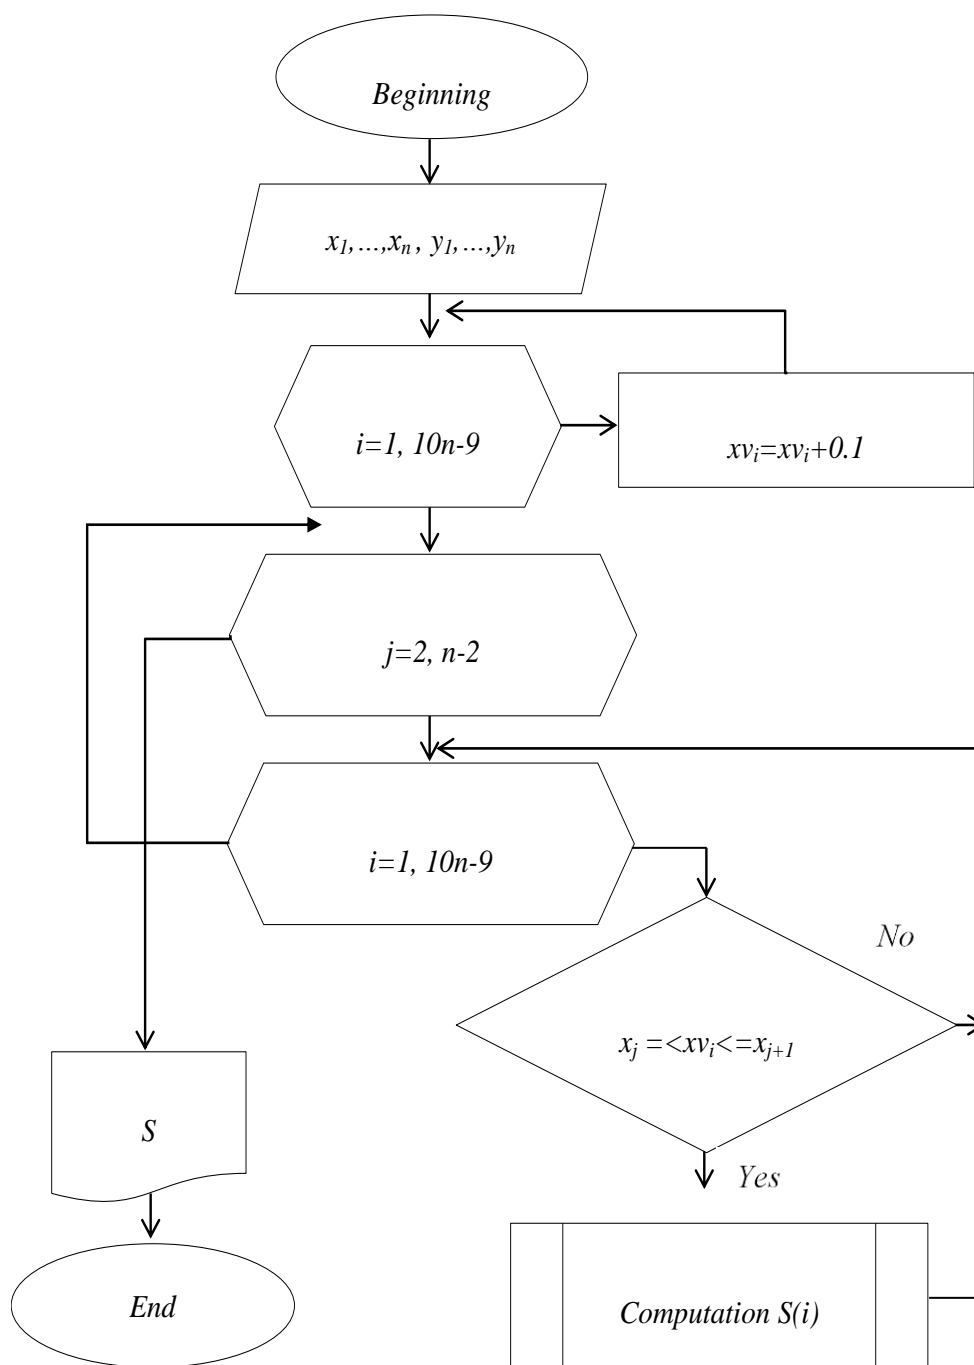 Beginning
x1,...,xn, y1,...,yn
i=1, 10n-9
xvi=xvi+0.1
j=2, n-2
i=1, 10n-9
No
xj =<xvi<=xj+1
S
Yes
End
Computation S(i)